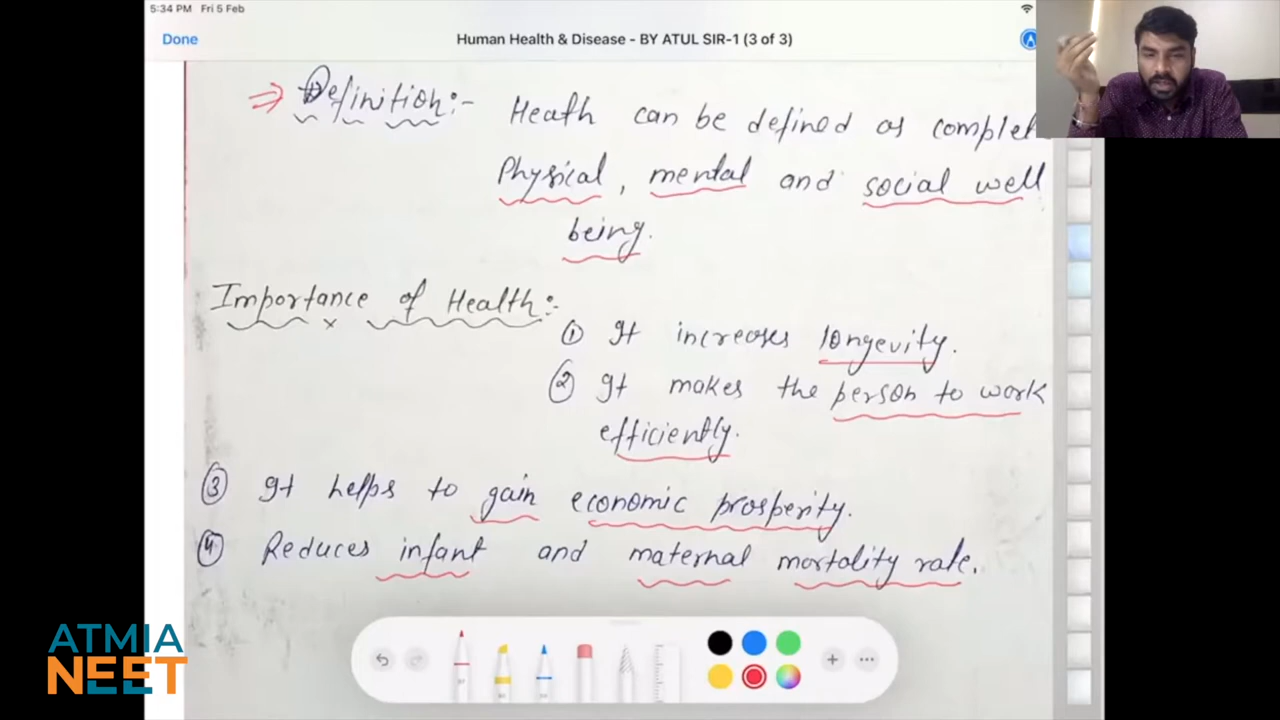 5:34 PM Fri 5 Feb
Done
Human Health & Disease - BY ATUL SIR-1 (3 of 3)
⇒ Definition:- Heath can be defined as complet
Physical, mental and social well
being.
Importance of Health:-
① It increases longevity.
② It makes the person to work
efficiently.
③ It helps to gain economic prosperity.
④ Reduces infant and maternal mortality rate.
ATMIA
NEET